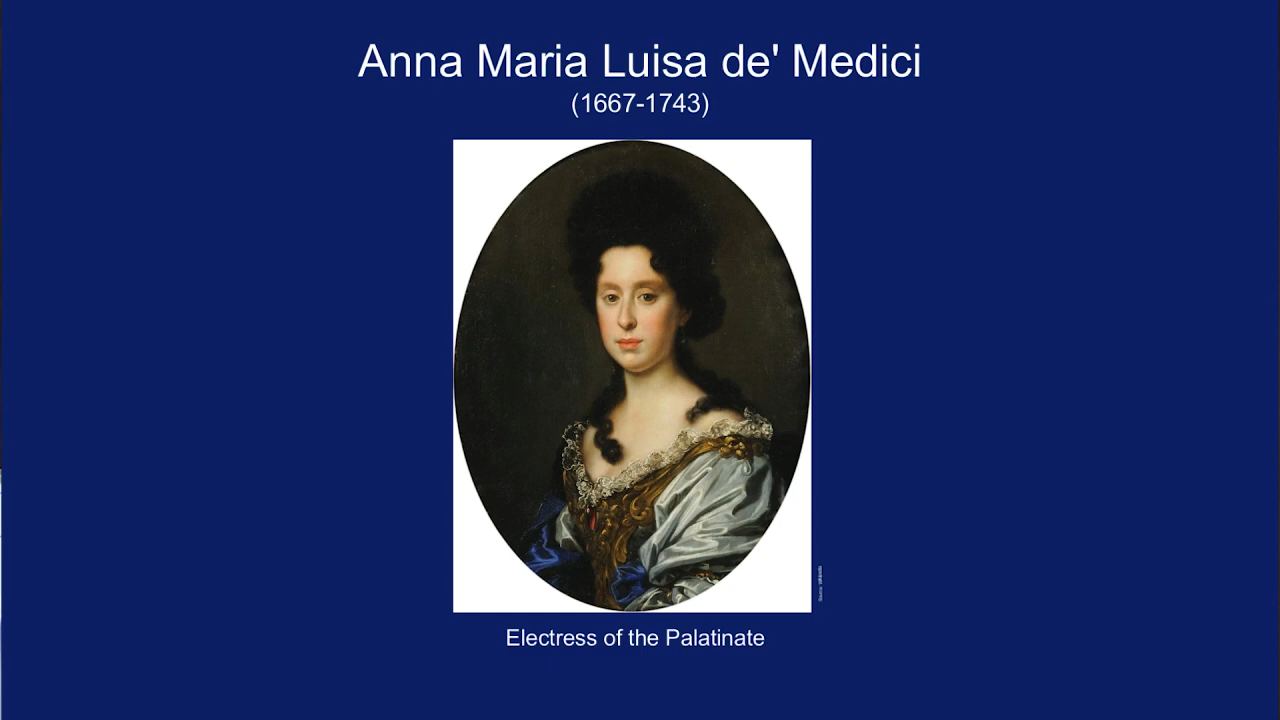 Anna Maria Luisa de' Medici
(1667-1743)
Electress of the Palatinate